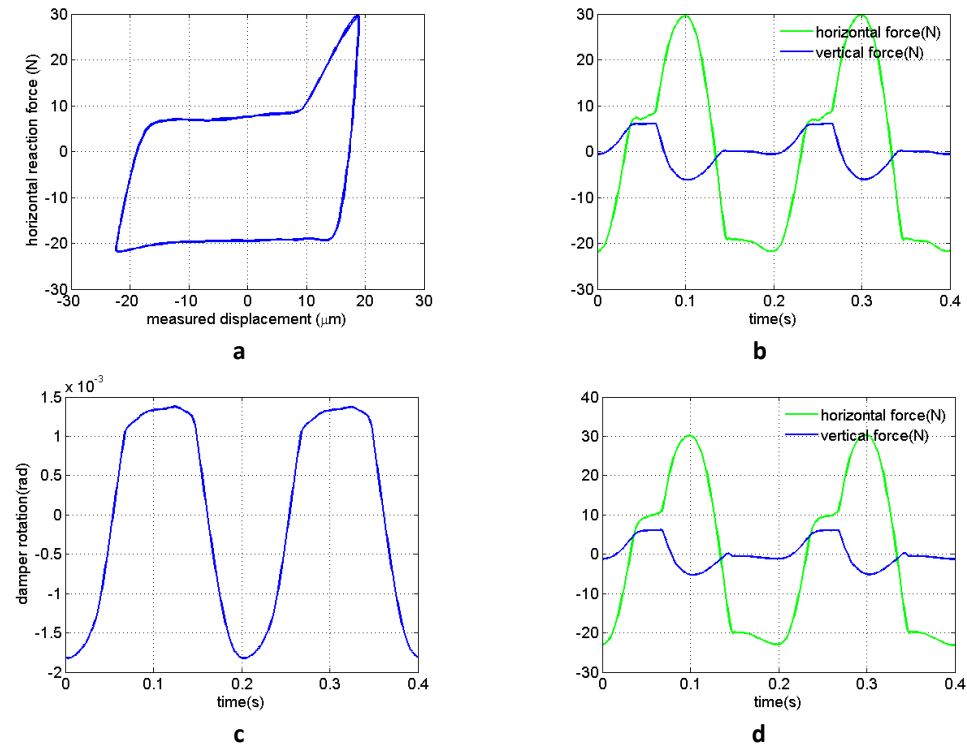 30
20
10
0
-10
-20
-30
-30 -20 -10 0 10 20 30
horizontal reaction force (N)
measured displacement (μm)
a
30
20
10
0
-10
-20
-30
0 0.1 0.2 0.3 0.4
horizontal force(N)
vertical force(N)
time(s)
b
x 10⁻³
1.5
1
0.5
0
-0.5
-1
-1.5
-2
0 0.1 0.2 0.3 0.4
damper rotation(rad)
time(s)
c
40
30
20
10
0
-10
-20
-30
0 0.1 0.2 0.3 0.4
horizontal force(N)
vertical force(N)
time(s)
d